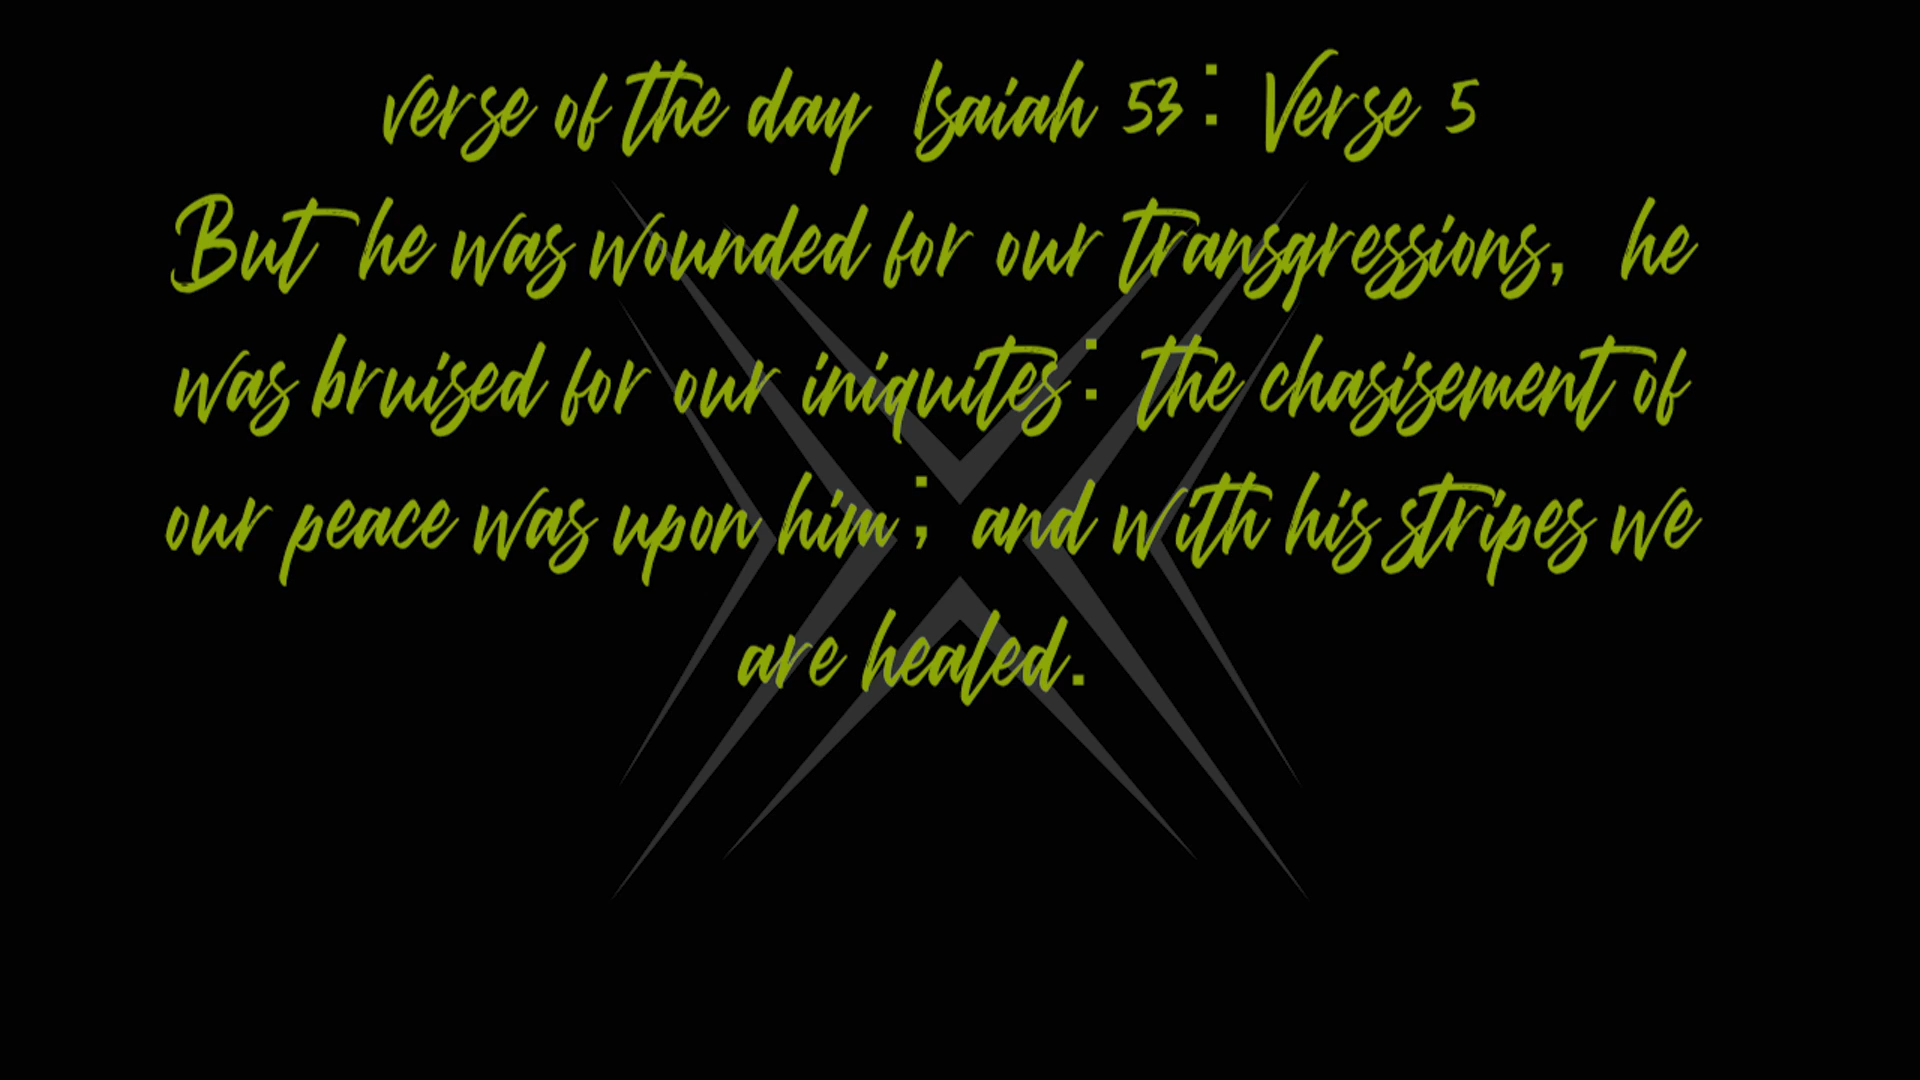 verse of the day Isaiah 53: Verse 5
But he was wounded for our transgressions, he
was bruised for our iniquites: the chasisement of
our peace was upon him; and with his stripes we
are healed.